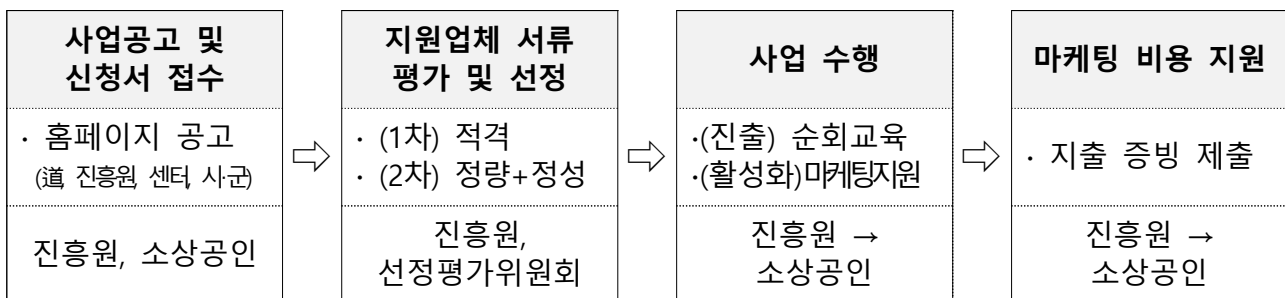 사업공고 및
신청서 접수
· 홈페이지 공고
(道, 진흥원, 센터, 시·군)
진흥원, 소상공인
⇨
지원업체 서류
평가 및 선정
· (1차) 적격
· (2차) 정량+정성
진흥원,
선정평가위원회
⇨
사업 수행
·(진출) 순회교육
·(활성화)마케팅지원
진흥원 →
소상공인
⇨
마케팅 비용 지원
· 지출 증빙 제출
진흥원 →
소상공인